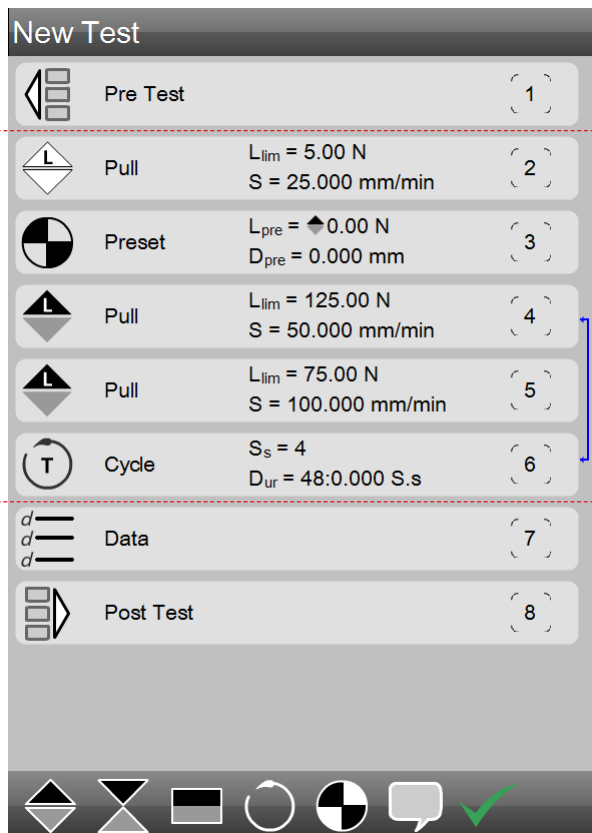 New Test
Pre Test 1
L Pull Llim = 5.00 N 2
S = 25.000 mm/min
Preset Lpre = 0.00 N 3
Dpre = 0.000 mm
L Pull Llim = 125.00 N 4
S = 50.000 mm/min
L Pull Llim = 75.00 N 5
S = 100.000 mm/min
T Cycle Ss = 4 6
Dur = 48:0.000 S.s
d
d Data 7
d
Post Test 8